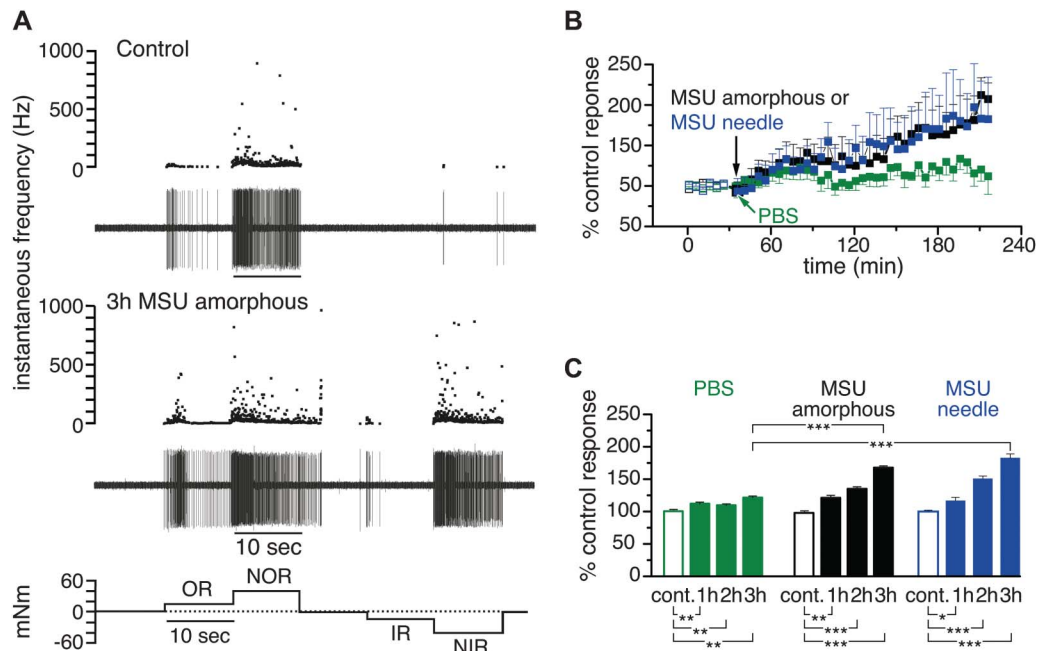 A
Control
instantaneous frequency (Hz)
1000
500
0
3h MSU amorphous
1000
500
0
10 sec
mNm
60
0
-60
OR
NOR
10 sec
IR
NIR
B
% control reponse
250
200
150
50
50
MSU amorphous or
MSU needle
PBS
0 60 120 180 240
time (min)
C
PBS
MSU
amorphous
MSU
needle
% control response
250
200
150
100
50
0
***
***
cont. 1h 2h 3h
cont. 1h 2h 3h
cont. 1h 2h 3h
**
**
**
**
***
***
*
***
***